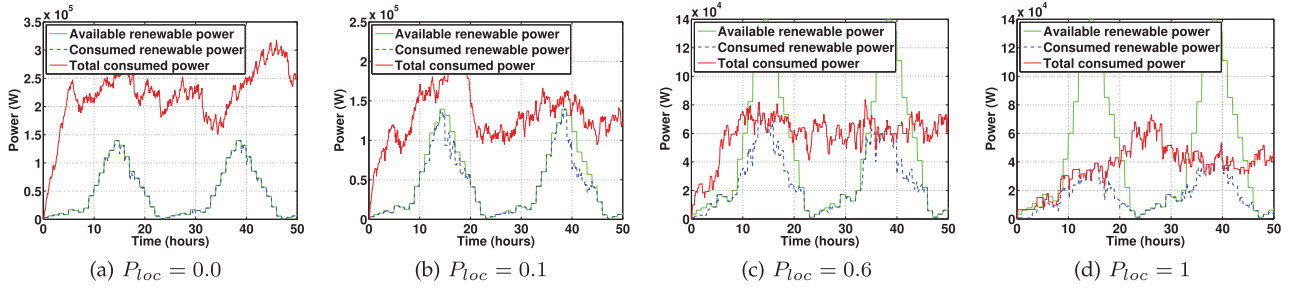 x 10^5
3.5
3
2.5
2
1.5
1
0.5
0
Power (W)
Available renewable power
Consumed renewable power
Total consumed power
0 10 20 30 40 50
Time (hours)
(a) P_loc = 0.0
x 10^5
2.5
2
1.5
1
0.5
0
Power (W)
Available renewable power
Consumed renewable power
Total consumed power
0 10 20 30 40 50
Time (hours)
(b) P_loc = 0.1
x 10^4
14
12
10
8
6
4
2
0
Power (W)
Available renewable power
Consumed renewable power
Total consumed power
0 10 20 30 40 50
Time (hours)
(c) P_loc = 0.6
x 10^4
14
12
10
8
6
4
2
0
Power (W)
Available renewable power
Consumed renewable power
Total consumed power
0 10 20 30 40 50
Time (hours)
(d) P_loc = 1